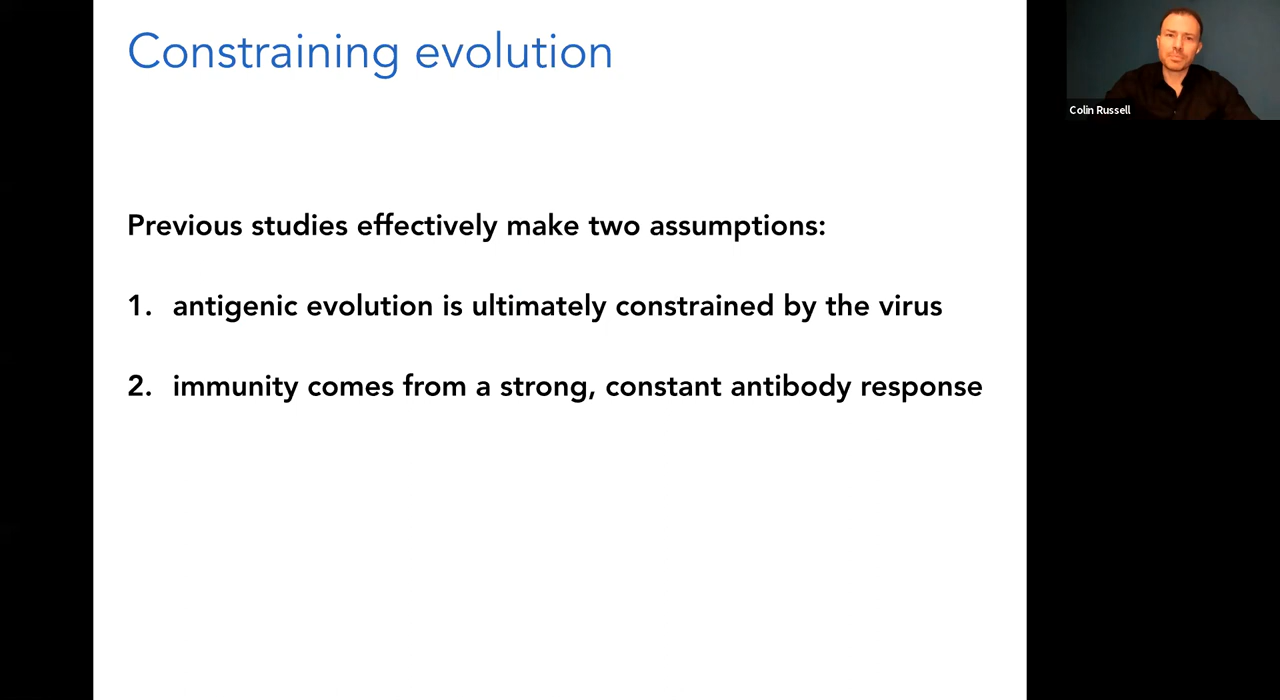 Constraining evolution
Colin Russell
Previous studies effectively make two assumptions:
1. antigenic evolution is ultimately constrained by the virus
2. immunity comes from a strong, constant antibody response